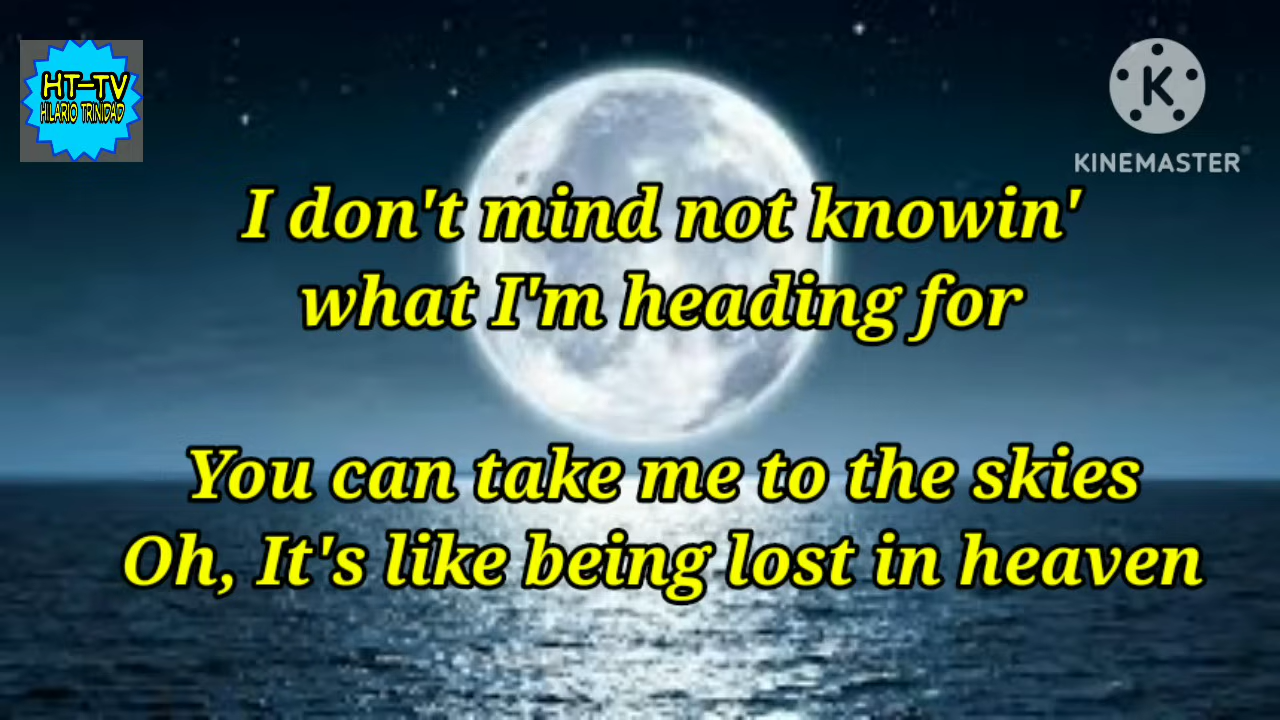 HT-TV
HILARIO TRINIDAD
K
KINEMASTER
I don't mind not knowin'
what I'm heading for
You can take me to the skies
Oh, It's like being lost in heaven